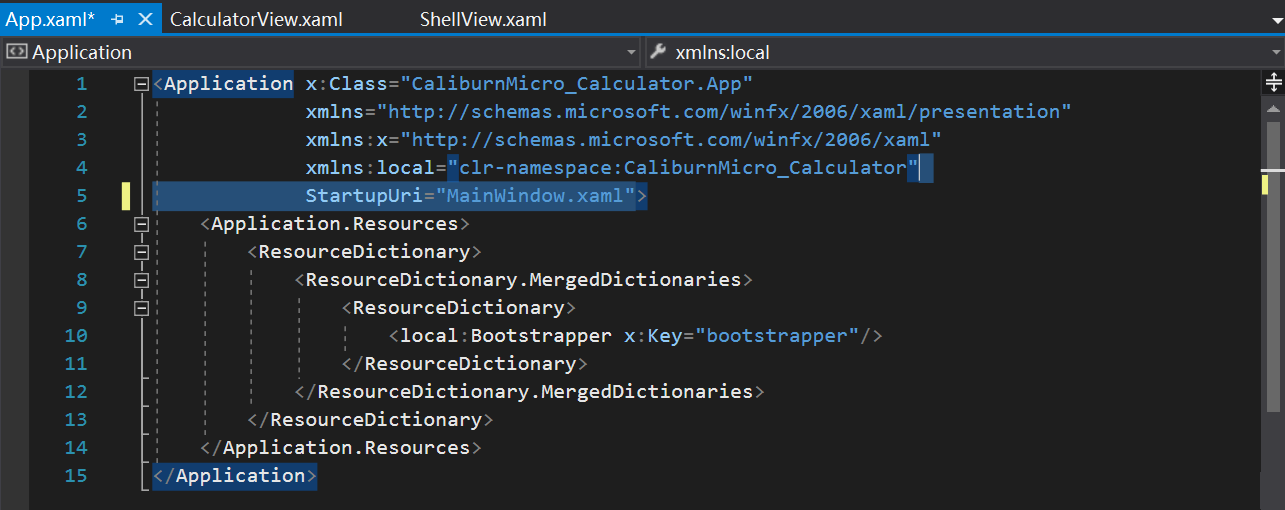 App.xaml* CalculatorView.xaml ShellView.xaml
Application xmlns:local
1 <Application x:Class="CaliburnMicro_Calculator.App"
2 xmlns="http://schemas.microsoft.com/winfx/2006/xaml/presentation"
3 xmlns:x="http://schemas.microsoft.com/winfx/2006/xaml"
4 xmlns:local="clr-namespace:CaliburnMicro_Calculator"
5 StartupUri="MainWindow.xaml">
6 <Application.Resources>
7 <ResourceDictionary>
8 <ResourceDictionary.MergedDictionaries>
9 <ResourceDictionary>
10 <local:Bootstrapper x:Key="bootstrapper"/>
11 </ResourceDictionary>
12 </ResourceDictionary.MergedDictionaries>
13 </ResourceDictionary>
14 </Application.Resources>
15 </Application>